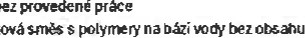 bez provedené práce
ová směs s polymery na bázi vody bez obsahu